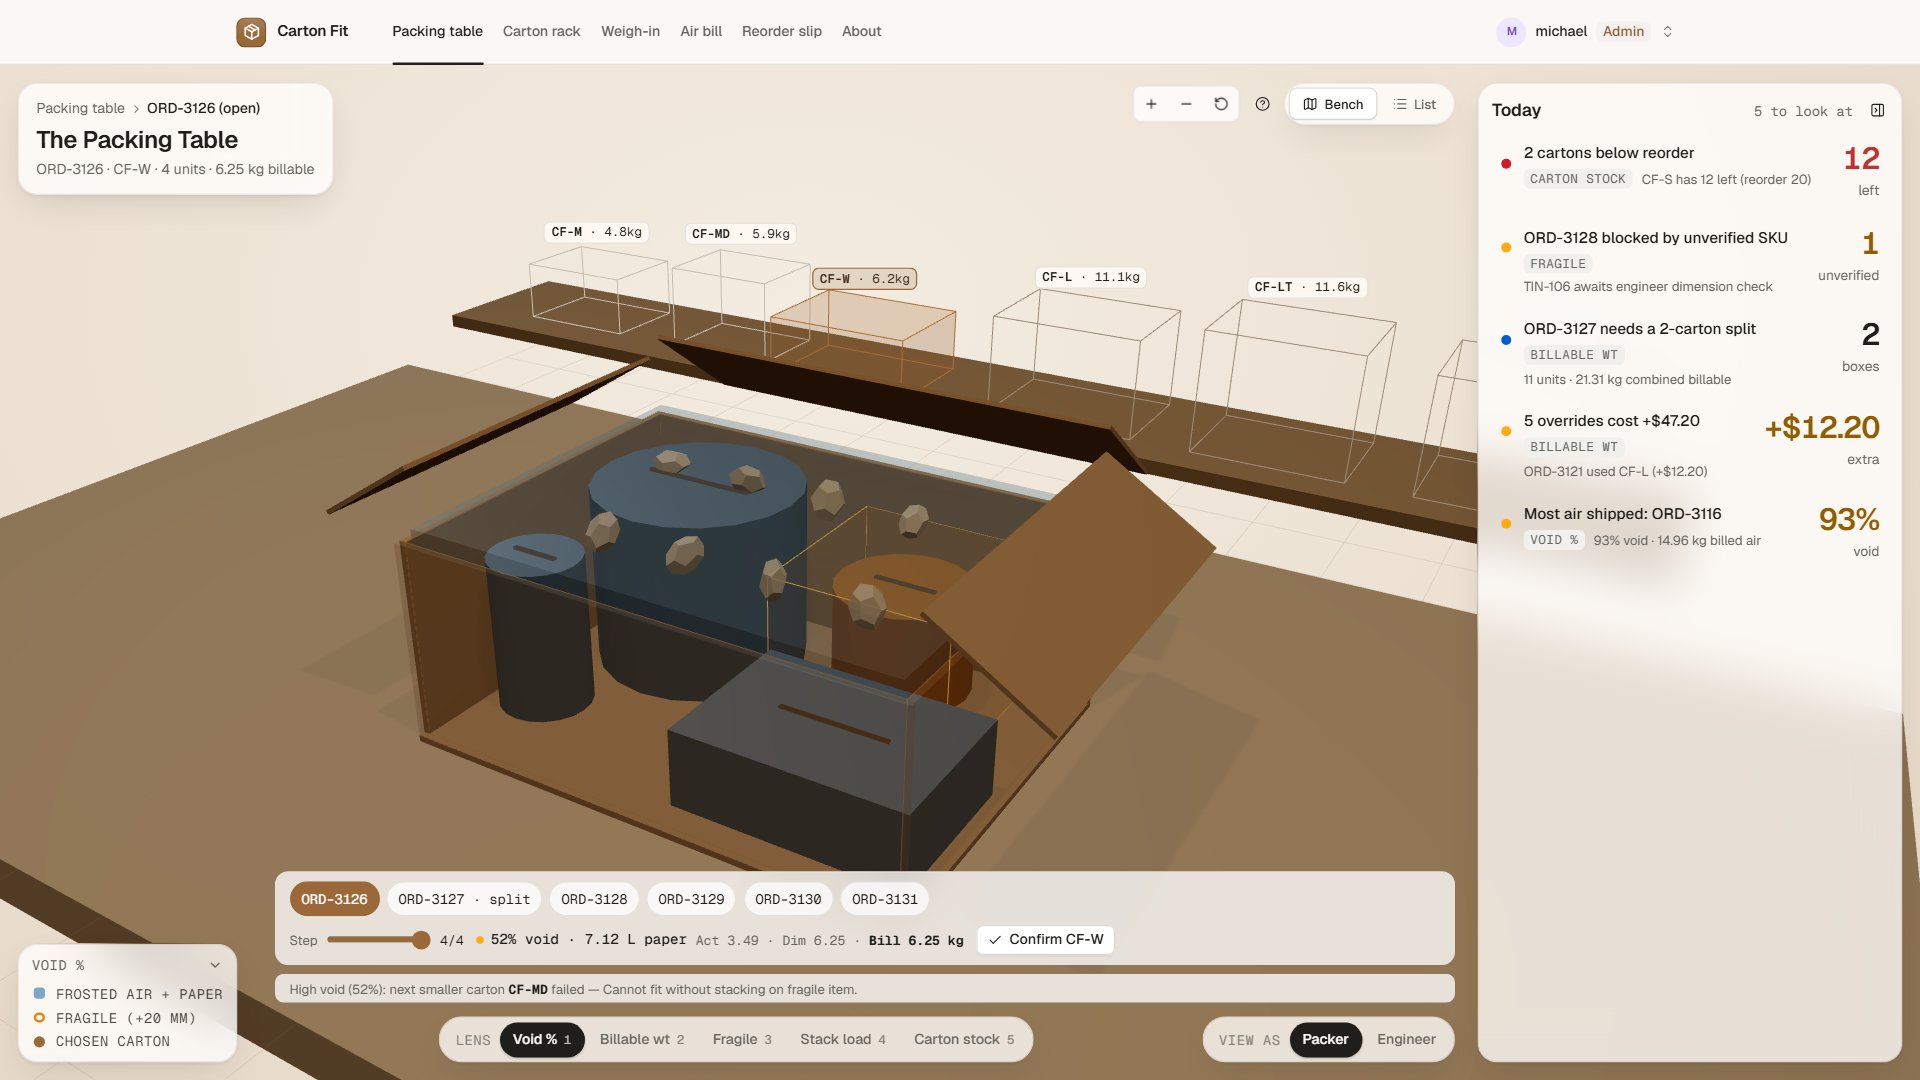 Carton Fit
Packing table
Carton rack
Weigh-in
Air bill
Reorder slip
About
M
michael
Admin
Packing table > ORD-3126 (open)
The Packing Table
ORD-3126 · CF-W · 4 units · 6.25 kg billable
Bench
List
CF-M · 4.8kg
CF-MD · 5.9kg
CF-W · 6.2kg
CF-L · 11.1kg
CF-LT · 11.6kg
Today
5 to look at
2 cartons below reorder
CARTON STOCK
CF-S has 12 left (reorder 20)
12
left
ORD-3128 blocked by unverified SKU
FRAGILE
TIN-106 awaits engineer dimension check
1
unverified
ORD-3127 needs a 2-carton split
BILLABLE WT
11 units · 21.31 kg combined billable
2
boxes
5 overrides cost +$47.20
BILLABLE WT
ORD-3121 used CF-L (+$12.20)
+$12.20
extra
Most air shipped: ORD-3116
VOID %
93% void · 14.96 kg billed air
93%
void
ORD-3126
ORD-3127 · split
ORD-3128
ORD-3129
ORD-3130
ORD-3131
Step
4/4
52% void · 7.12 L paper
Act 3.49 · Dim 6.25 · Bill 6.25 kg
Confirm CF-W
High void (52%): next smaller carton CF-MD failed — Cannot fit without stacking on fragile item.
VOID %
FROSTED AIR + PAPER
FRAGILE (+20 MM)
CHOSEN CARTON
LENS
Void % 1
Billable wt 2
Fragile 3
Stack load 4
Carton stock 5
VIEW AS
Packer
Engineer